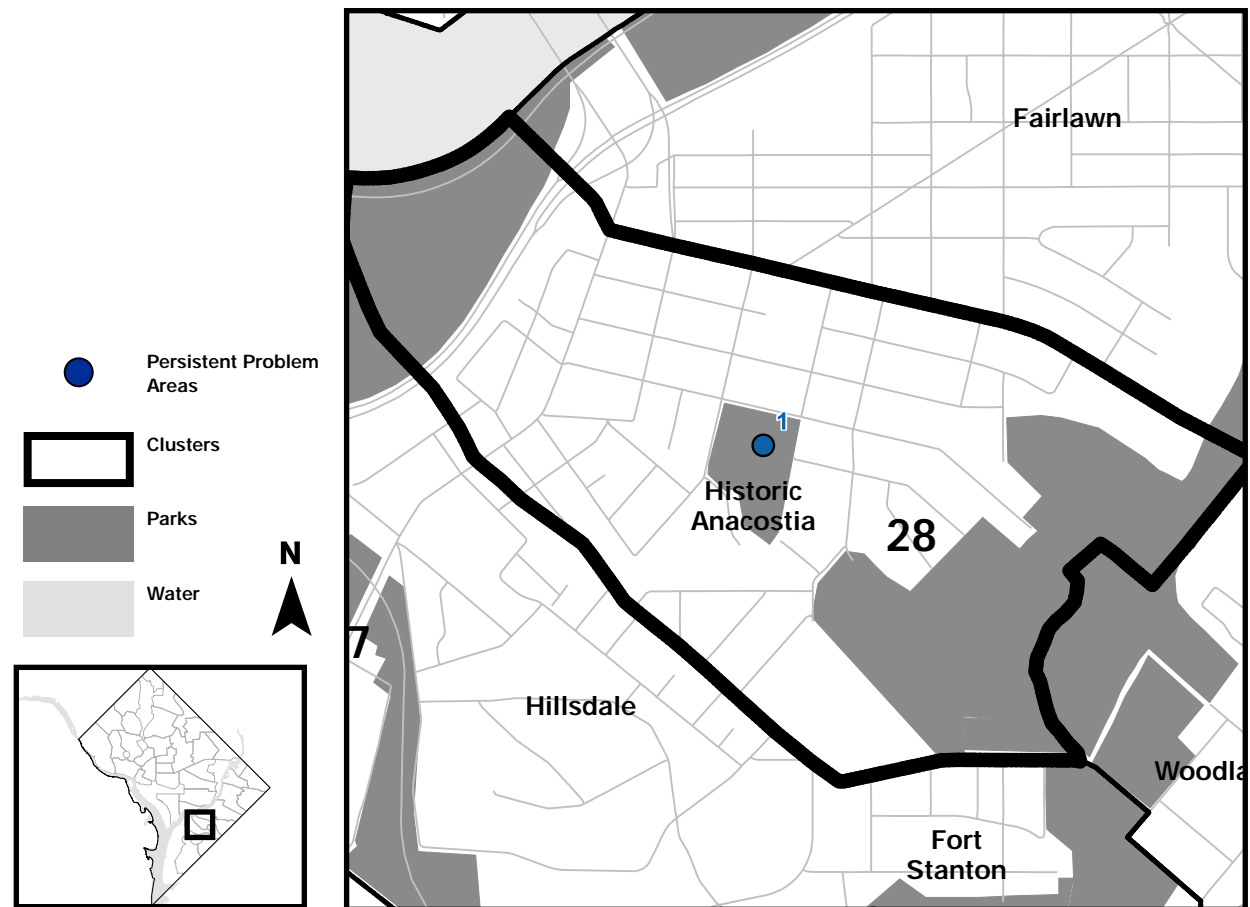 Persistent Problem
Areas
Clusters
Parks
Water
N
Fairlawn
1
Historic
Anacostia
28
7
Hillsdale
Woodla
Fort
Stanton